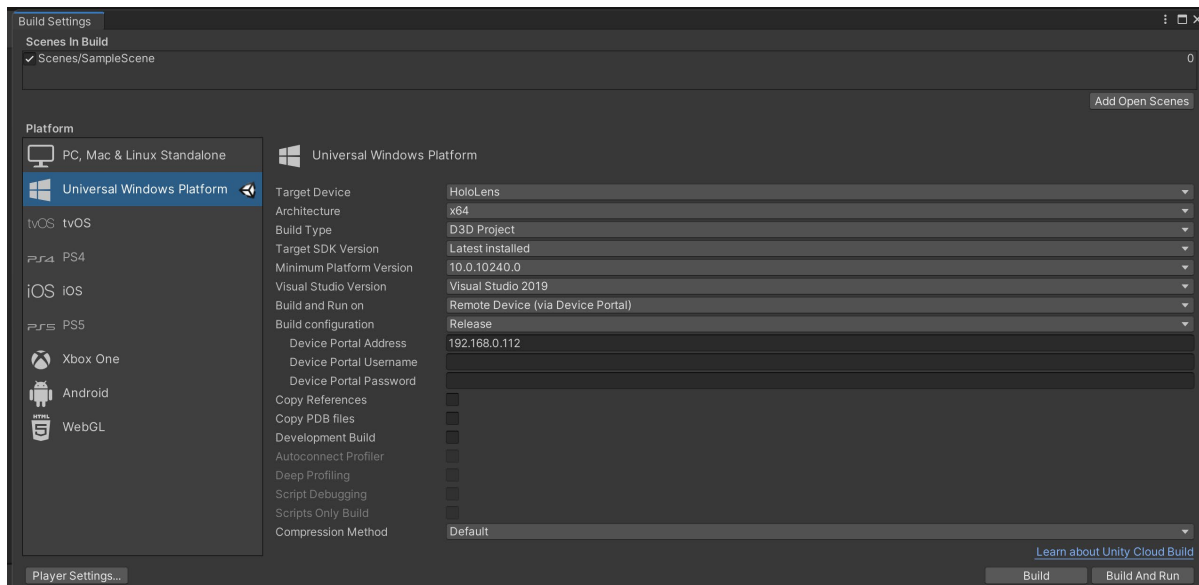 Build Settings
Scenes In Build
Scenes/SampleScene 0
Add Open Scenes
Platform
PC, Mac & Linux Standalone
Universal Windows Platform
tvOS tvOS
PS4 PS4
iOS iOS
PS5 PS5
Xbox One
Android
HTML 5 WebGL
Universal Windows Platform
Target Device HoloLens
Architecture x64
Build Type D3D Project
Target SDK Version Latest installed
Minimum Platform Version 10.0.10240.0
Visual Studio Version Visual Studio 2019
Build and Run on Remote Device (via Device Portal)
Build configuration Release
Device Portal Address 192.168.0.112
Device Portal Username
Device Portal Password
Copy References
Copy PDB files
Development Build
Autoconnect Profiler
Deep Profiling
Script Debugging
Scripts Only Build
Compression Method Default
Learn about Unity Cloud Build
Player Settings... Build Build And Run